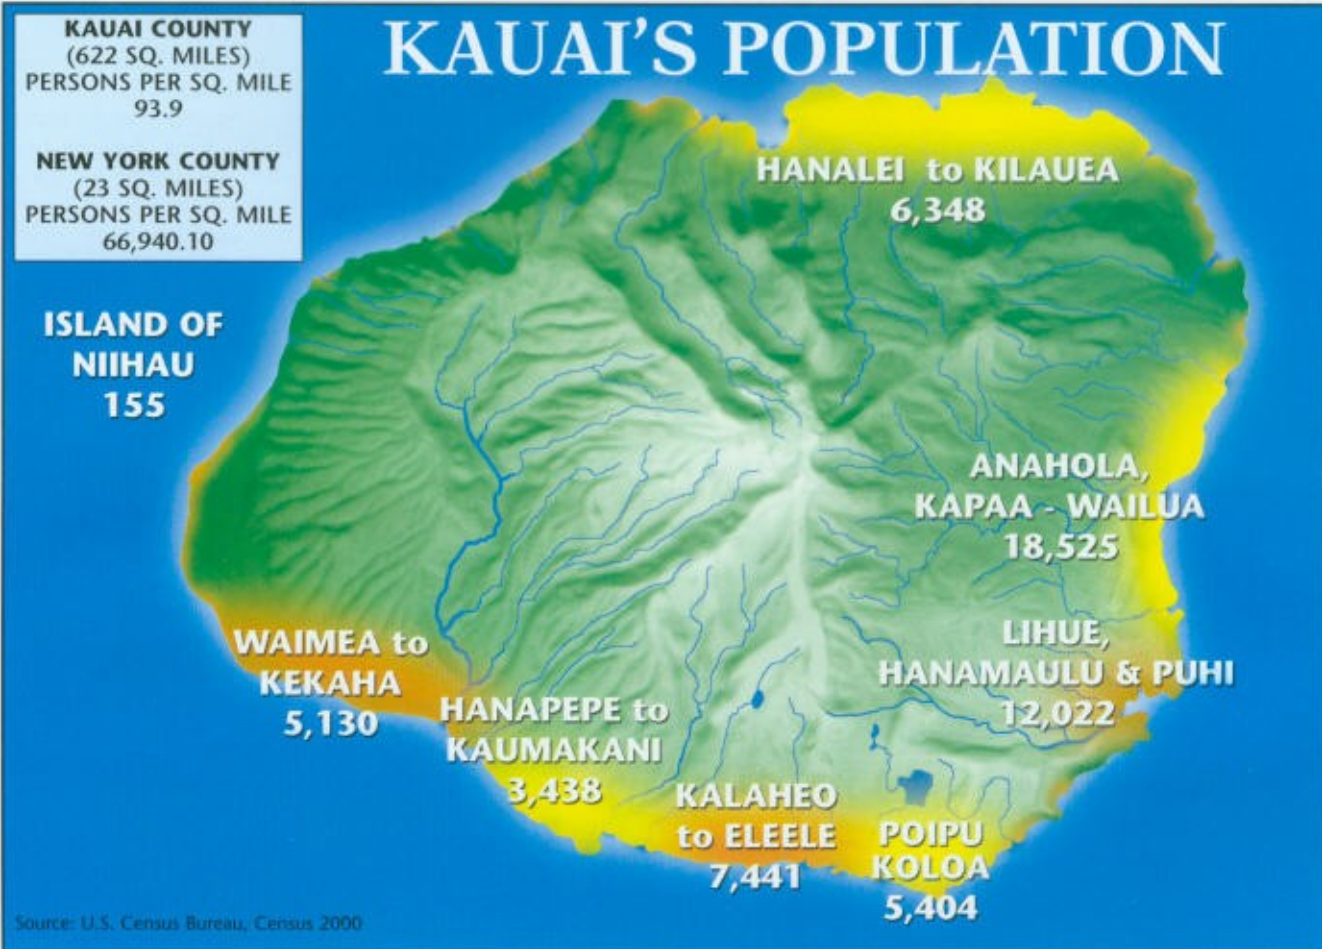 KAUAI'S POPULATION
KAUAI COUNTY
(622 SQ. MILES)
PERSONS PER SQ. MILE
93.9
NEW YORK COUNTY
(23 SQ. MILES)
PERSONS PER SQ. MILE
66,940.10
HANALEI to KILAUEA
6,348
ISLAND OF
NIIHAU
155
ANAHOLA,
KAPAA - WAILUA
18,525
LIHUE,
HANAMAULU & PUHI
12,022
WAIMEA to
KEKAHA
5,130
HANAPEPE to
KAUMAKANI
3,438
KALAHEO
to ELEELE
7,441
POIPU
KOLOA
5,404
Source: U.S. Census Bureau, Census 2000